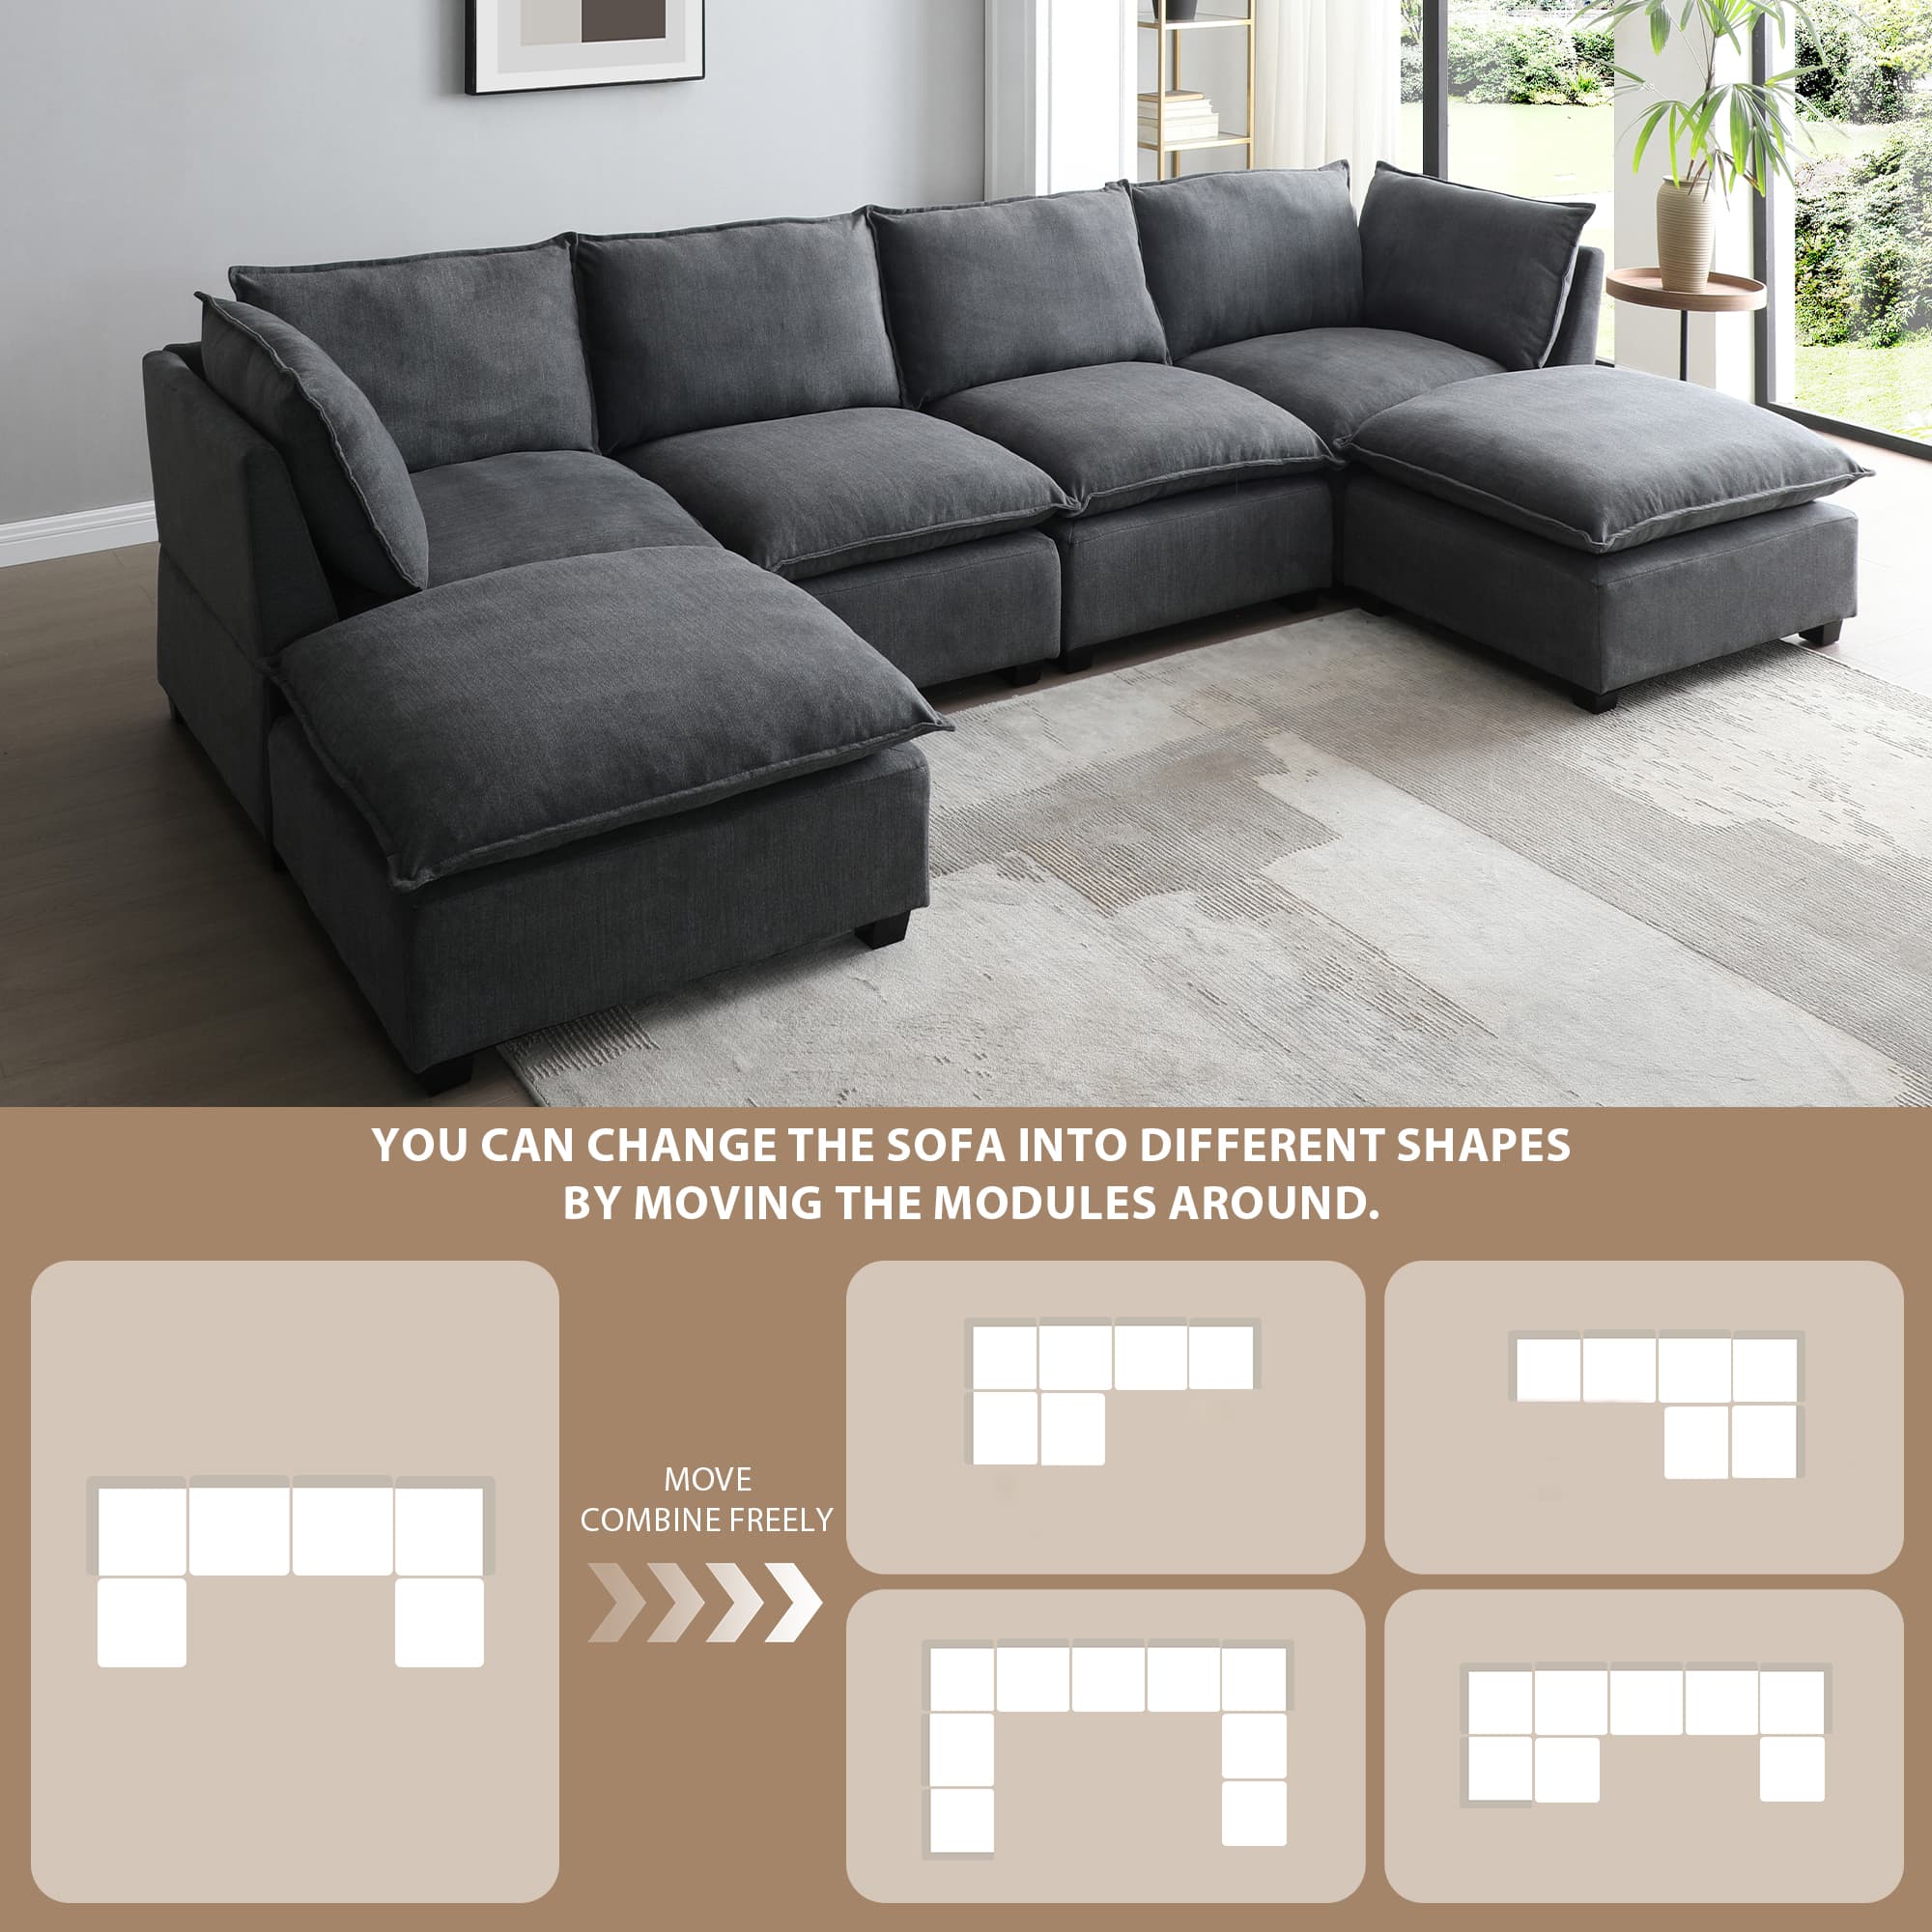 YOU CAN CHANGE THE SOFA INTO DIFFERENT SHAPES
BY MOVING THE MODULES AROUND.
MOVE
COMBINE FREELY